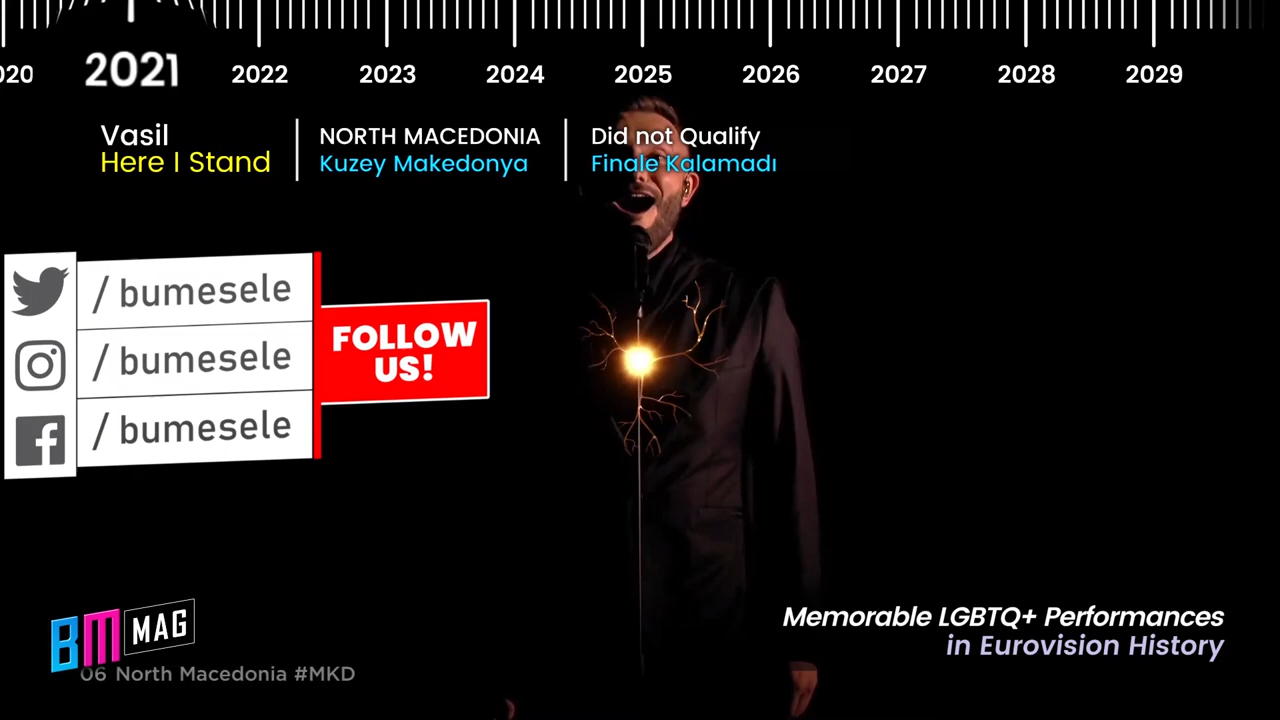 020 2021 2022 2023 2024 2025 2026 2027 2028 2029
Vasil
Here I Stand
NORTH MACEDONIA
Kuzey Makedonya
Did not Qualify
Finale Kalamadı
/ bumesele
/ bumesele
/ bumesele
FOLLOW
US!
BM MAG
06 North Macedonia #MKD
Memorable LGBTQ+ Performances
in Eurovision History